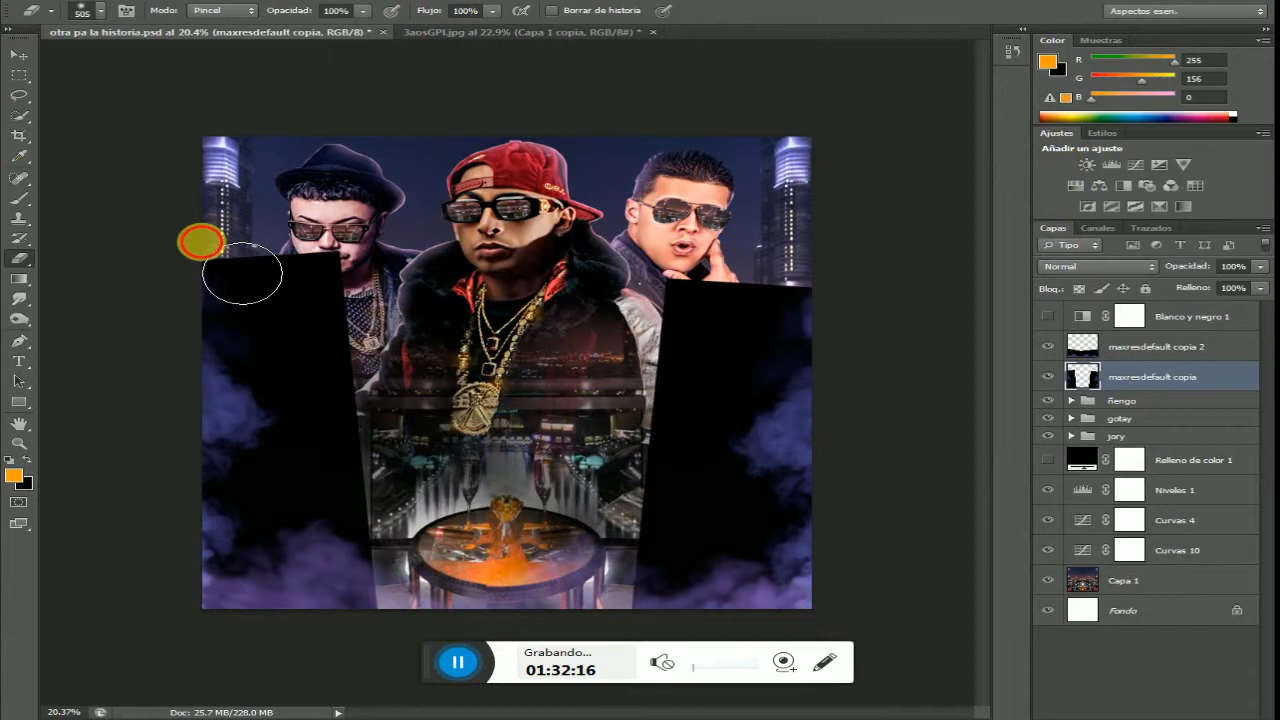 505 Modo: Pincel Opacidad: 100% Flujo: 100% Borrar de historia Aspectos esen.
otra pa la historia.psd al 20.4% (maxresdefault copia, RGB/8) * × 3aosGPI.jpg al 22.9% (Capa 1 copia, RGB/8#) * ×
Color Muestras
R 255
G 156
B 0
Ajustes Estilos
Añadir un ajuste
Capas Canales Trazados
Tipo
Normal Opacidad: 100%
Bloq.: Relleno: 100%
Blanco y negro 1
maxresdefault copia 2
maxresdefault copia
ñengo
gotay
jory
Relleno de color 1
Niveles 1
Curvas 4
Curvas 10
Capa 1
Fondo
Grabando...
01:32:16
20.37% Doc: 25.7 MB/228.0 MB